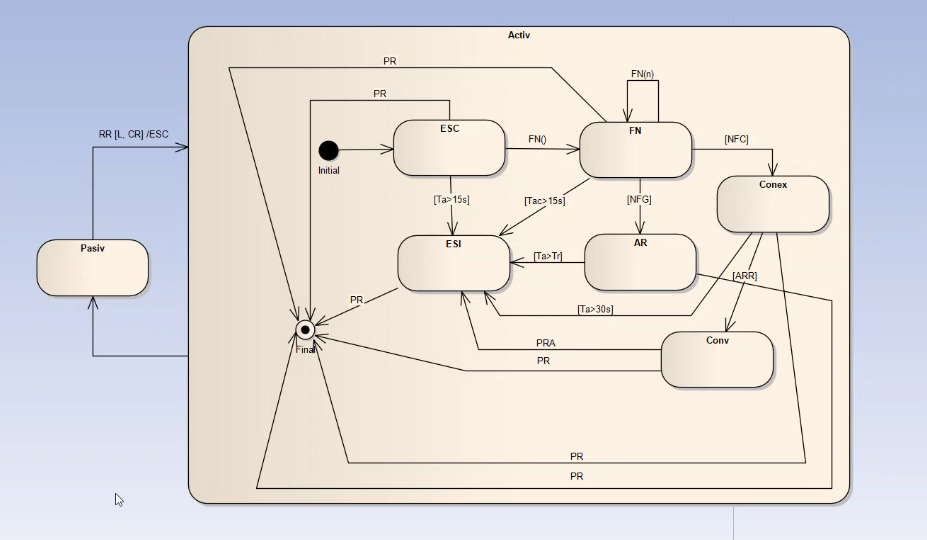 Activ
PR
FN(n)
PR
ESC
FN
RR [L, CR] /ESC
FN()
[NFC]
Initial
Conex
[Ta>15s]
[Tac>15s]
[NFG]
Pasiv
ESI
AR
[Ta>Tr]
[ARR]
PR
[Ta>30s]
Final
PRA
Conv
PR
PR
PR